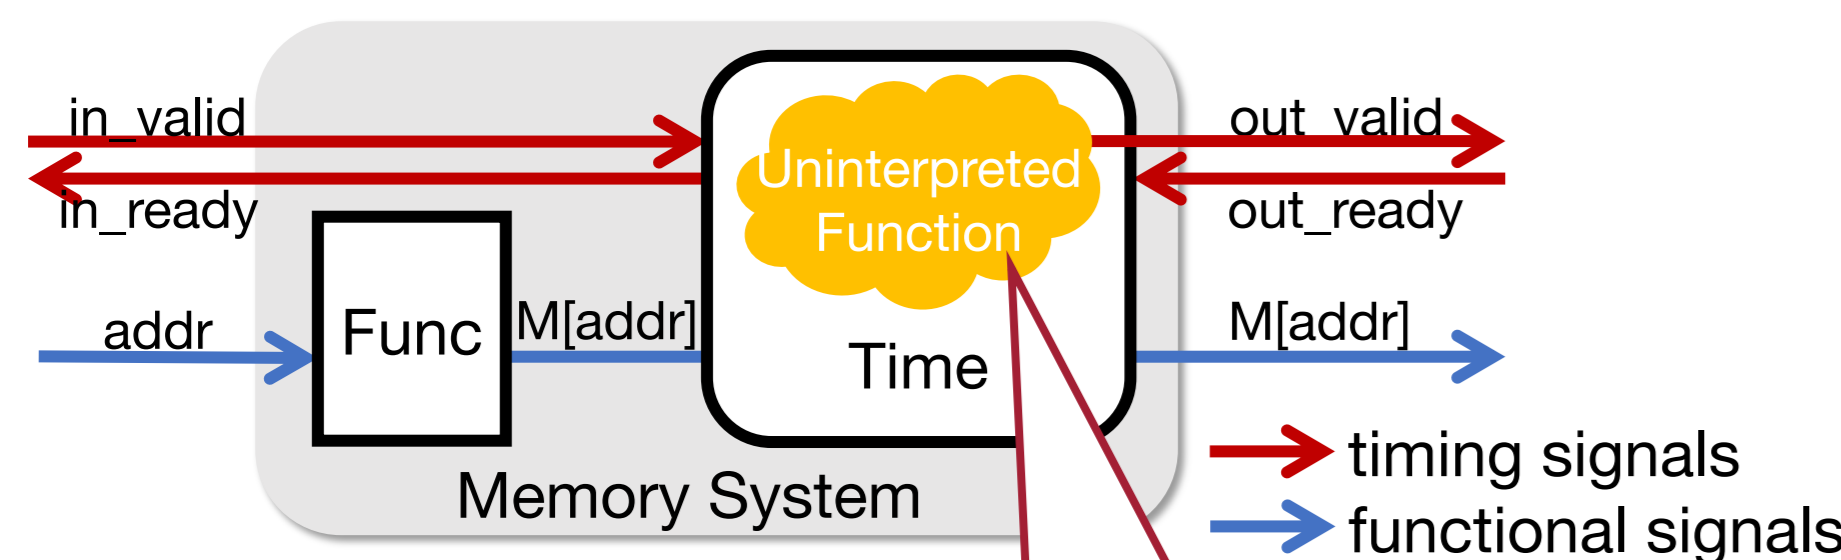 in_valid
out_valid
Uninterpreted
Function
in_ready
out_ready
addr
Func
M[addr]
M[addr]
Time
timing signals
Memory System
functional signals